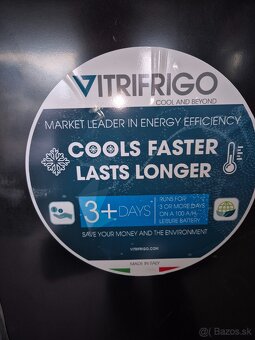 VITRIFRIGO
COOL AND BEYOND
MARKET LEADER IN ENERGY EFFICIENCY
COOLS FASTER
LASTS LONGER
3+DAYS*
RUNS FOR
3 OR MORE DAYS
ON A 100 A/H
LEISURE BATTERY
SAVE YOUR MONEY AND THE ENVIRONMENT
VITRIFRIGO.COM
MADE IN ITALY
© Bazos.sk